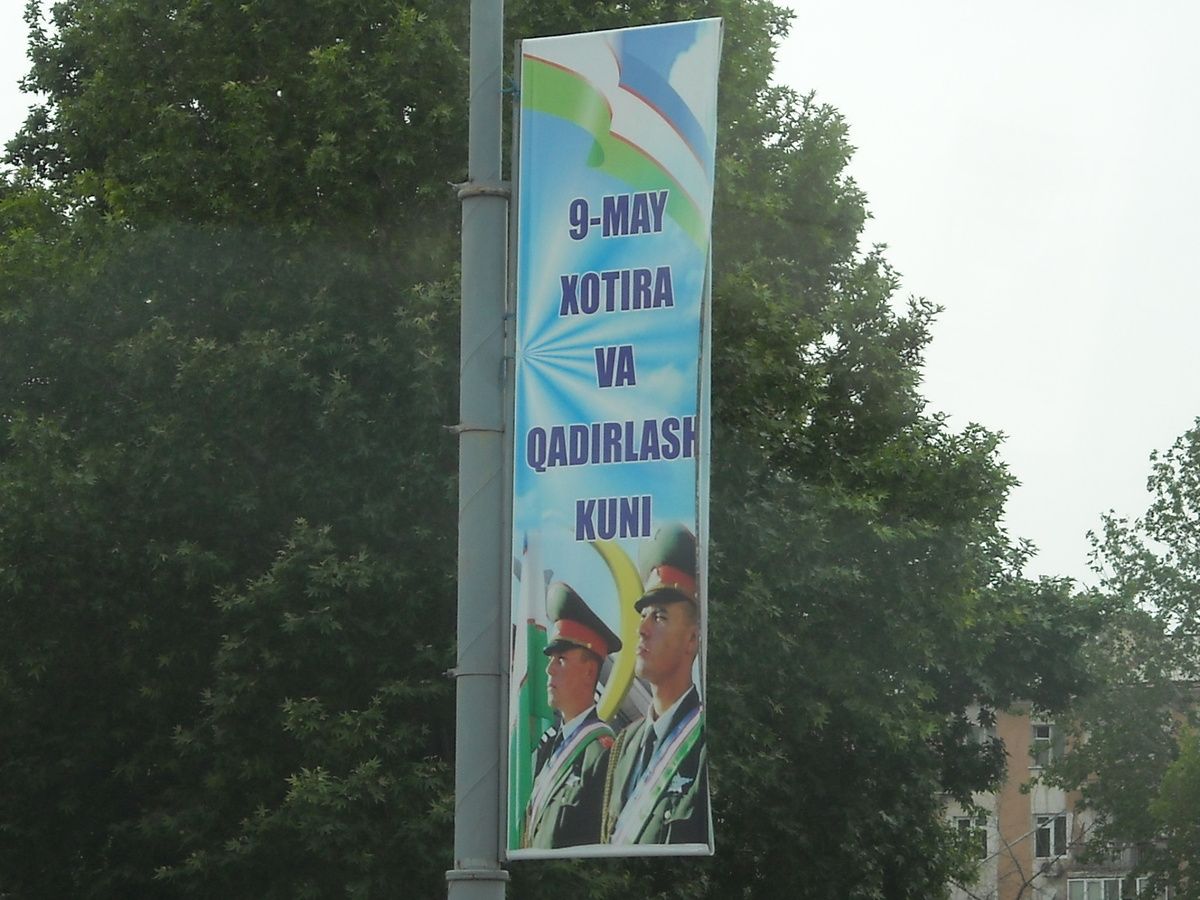 9-MAY
XOTIRA
VA
QADIRLASH
KUNI